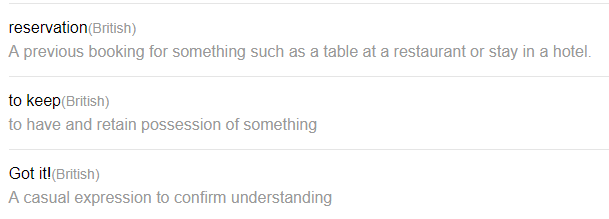 reservation(British)
A previous booking for something such as a table at a restaurant or stay in a hotel.
to keep(British)
to have and retain possession of something
Got it!(British)
A casual expression to confirm understanding